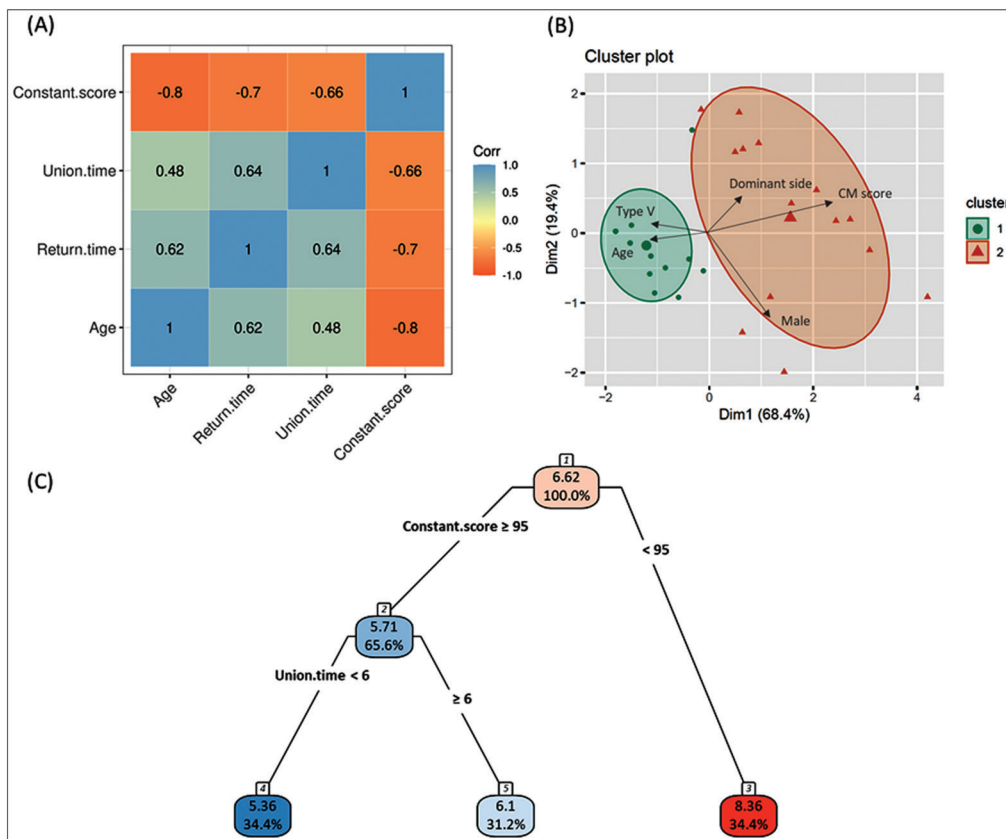 (A)
Constant.score -0.8 -0.7 -0.66 1
Union.time 0.48 0.64 1 -0.66
Return.time 0.62 1 0.64 -0.7
Age 1 0.62 0.48 -0.8
Age Return.time Union.time Constant.score
Corr
1.0
0.5
0.0
-0.5
-1.0
(B)
Cluster plot
Dim2 (19.4%)
2
1
0
−1
−2
Dominant side
CM score
Type V
Age
Male
−2 0 2 4
Dim1 (68.4%)
cluster
1
2
(C)
1
6.62
100.0%
Constant.score ≥ 95
< 95
2
5.71
65.6%
Union.time < 6
≥ 6
4
5.36
34.4%
5
6.1
31.2%
3
8.36
34.4%